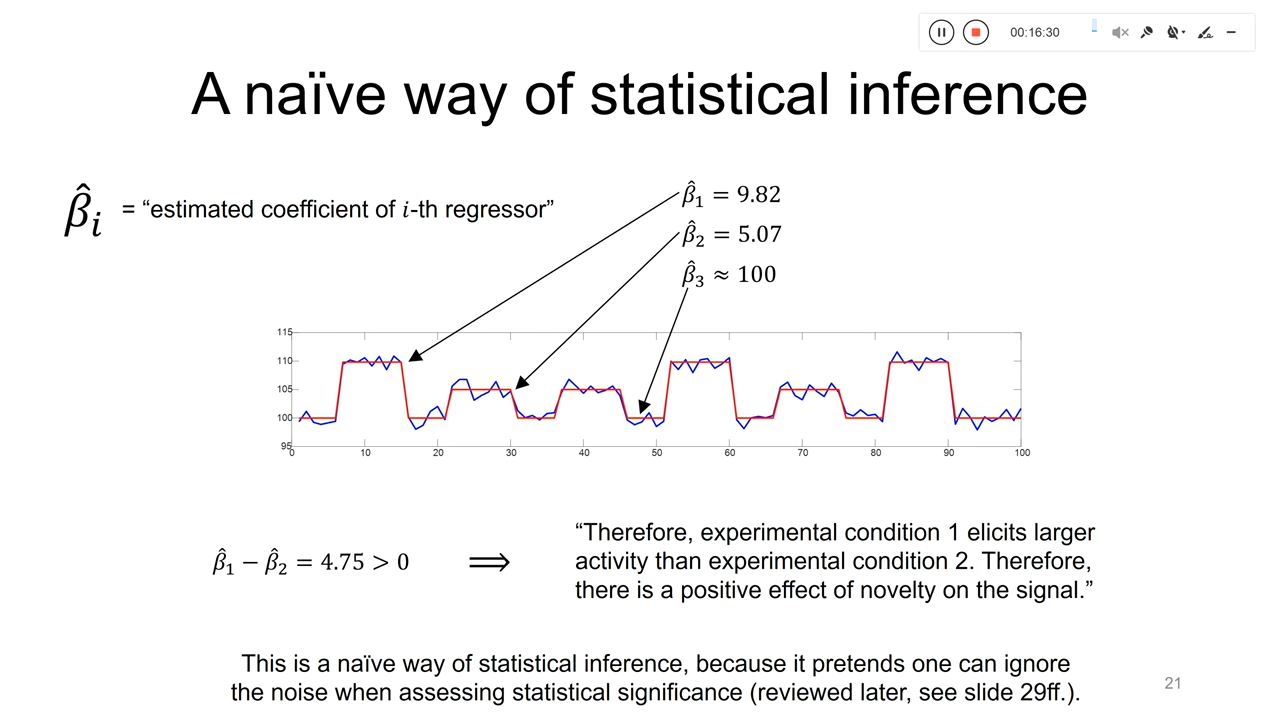 00:16:30
A naïve way of statistical inference
β̂ᵢ = “estimated coefficient of i-th regressor”
β̂₁ = 9.82
β̂₂ = 5.07
β̂₃ ≈ 100
115
110
105
100
95
0 10 20 30 40 50 60 70 80 90 100
β̂₁ − β̂₂ = 4.75 > 0 ⟹
“Therefore, experimental condition 1 elicits larger
activity than experimental condition 2. Therefore,
there is a positive effect of novelty on the signal.”
This is a naïve way of statistical inference, because it pretends one can ignore
the noise when assessing statistical significance (reviewed later, see slide 29ff.).
21